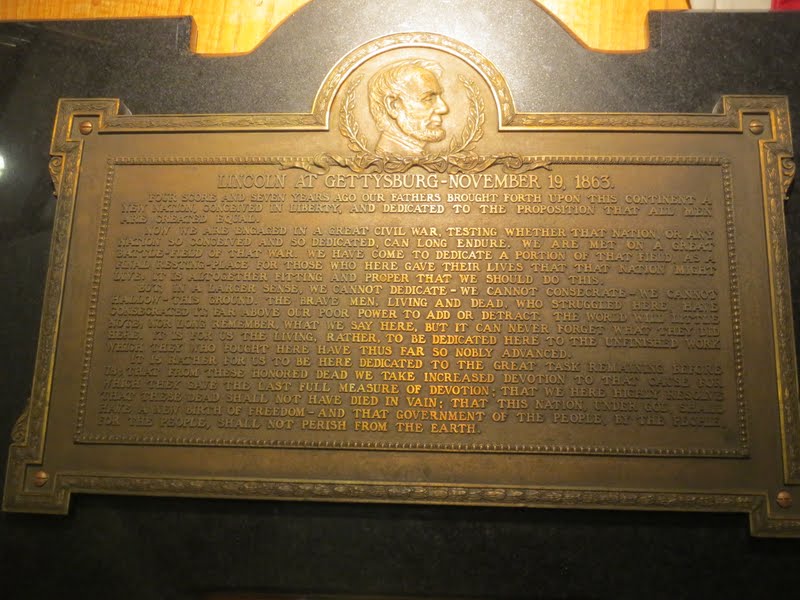 LINCOLN AT GETTYSBURG-NOVEMBER 19, 1863.
FOUR SCORE AND SEVEN YEARS AGO OUR FATHERS BROUGHT FORTH UPON THIS CONTINENT A
NEW NATION, CONCEIVED IN LIBERTY, AND DEDICATED TO THE PROPOSITION THAT ALL MEN
ARE CREATED EQUAL.
NOW WE ARE ENGAGED IN A GREAT CIVIL WAR, TESTING WHETHER THAT NATION, OR ANY
NATION SO CONCEIVED AND SO DEDICATED, CAN LONG ENDURE. WE ARE MET ON A GREAT
BATTLE-FIELD OF THAT WAR. WE HAVE COME TO DEDICATE A PORTION OF THAT FIELD AS A
FINAL RESTING-PLACE FOR THOSE WHO HERE GAVE THEIR LIVES THAT THAT NATION MIGHT
LIVE. IT IS ALTOGETHER FITTING AND PROPER THAT WE SHOULD DO THIS.
BUT, IN A LARGER SENSE, WE CANNOT DEDICATE-WE CANNOT CONSECRATE-WE CANNOT
HALLOW-THIS GROUND. THE BRAVE MEN, LIVING AND DEAD, WHO STRUGGLED HERE HAVE
CONSECRATED IT, FAR ABOVE OUR POOR POWER TO ADD OR DETRACT. THE WORLD WILL LITTLE
NOTE, NOR LONG REMEMBER, WHAT WE SAY HERE, BUT IT CAN NEVER FORGET WHAT THEY DID
HERE. IT IS FOR US THE LIVING, RATHER, TO BE DEDICATED HERE TO THE UNFINISHED WORK
WHICH THEY WHO FOUGHT HERE HAVE THUS FAR SO NOBLY ADVANCED.
IT IS RATHER FOR US TO BE HERE DEDICATED TO THE GREAT TASK REMAINING BEFORE
US; THAT FROM THESE HONORED DEAD WE TAKE INCREASED DEVOTION TO THAT CAUSE FOR
WHICH THEY GAVE THE LAST FULL MEASURE OF DEVOTION; THAT WE HERE HIGHLY RESOLVE
THAT THESE DEAD SHALL NOT HAVE DIED IN VAIN; THAT THIS NATION, UNDER GOD, SHALL
HAVE A NEW BIRTH OF FREEDOM-AND THAT GOVERNMENT OF THE PEOPLE, BY THE PEOPLE,
FOR THE PEOPLE, SHALL NOT PERISH FROM THE EARTH.